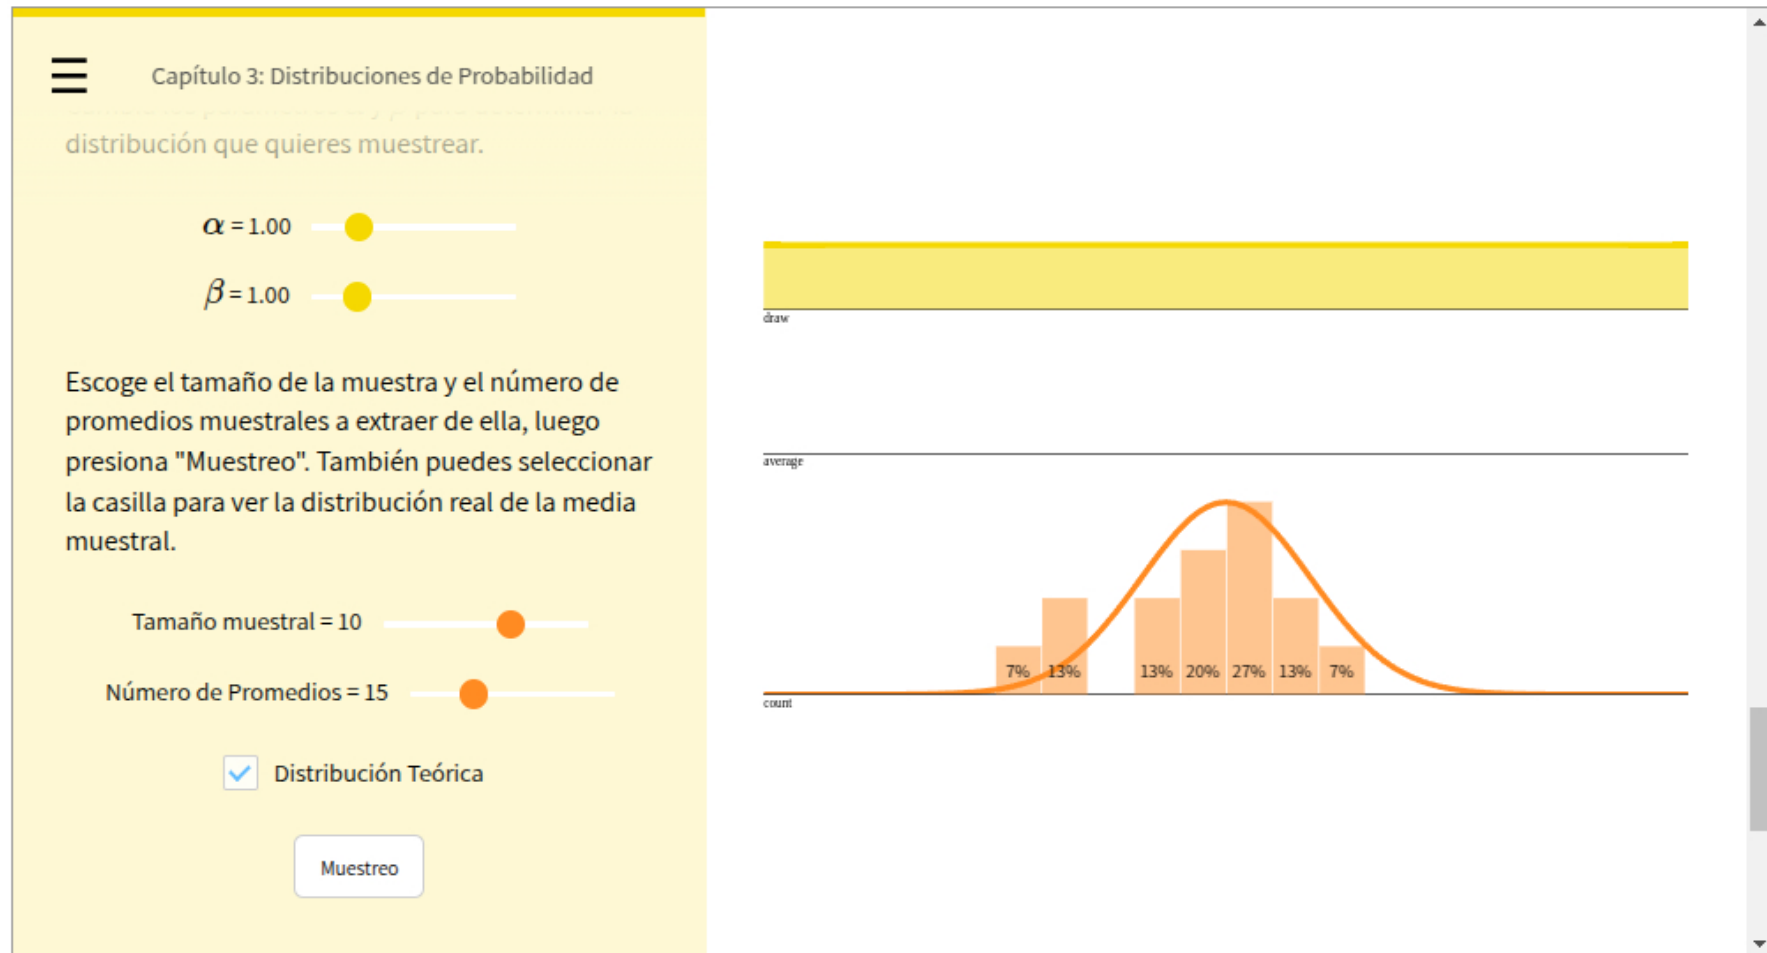 Capítulo 3: Distribuciones de Probabilidad
distribución que quieres muestrear.
α = 1.00
β = 1.00
Escoge el tamaño de la muestra y el número de
promedios muestrales a extraer de ella, luego
presiona "Muestreo". También puedes seleccionar
la casilla para ver la distribución real de la media
muestral.
Tamaño muestral = 10
Número de Promedios = 15
Distribución Teórica
Muestreo
draw
average
7% 13% 13% 20% 27% 13% 7%
count